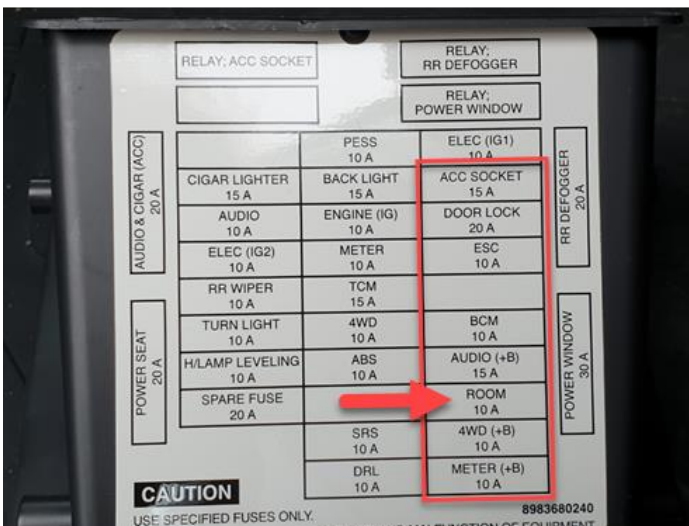 RELAY; ACC SOCKET
RELAY;
RR DEFOGGER
RELAY;
POWER WINDOW
AUDIO & CIGAR (ACC)
20 A
POWER SEAT
20 A
CIGAR LIGHTER
15 A
AUDIO
10 A
ELEC (IG2)
10 A
RR WIPER
10 A
TURN LIGHT
10 A
H/LAMP LEVELING
10 A
SPARE FUSE
20 A
PESS
10 A
BACK LIGHT
15 A
ENGINE (IG)
10 A
METER
10 A
TCM
15 A
4WD
10 A
ABS
10 A
SRS
10 A
DRL
10 A
ELEC (IG1)
10 A
ACC SOCKET
15 A
DOOR LOCK
20 A
ESC
10 A
BCM
10 A
AUDIO (+B)
15 A
ROOM
10 A
4WD (+B)
10 A
METER (+B)
10 A
RR DEFOGGER
20 A
POWER WINDOW
30 A
CAUTION
8983680240
USE SPECIFIED FUSES ONLY.
MALFUNCTION OF EQUIPMENT